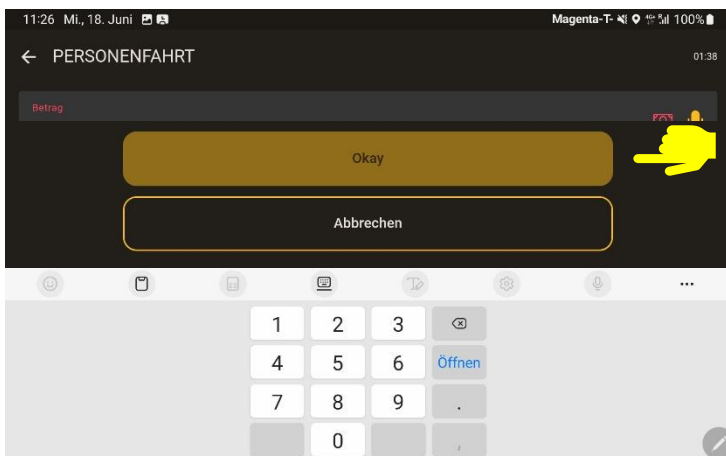 11:26 Mi., 18. Juni Magenta-T- 100%
PERSONENFAHRT 01:38
Betrag
Okay
Abbrechen
1 2 3
4 5 6 Öffnen
7 8 9 .
0 ,